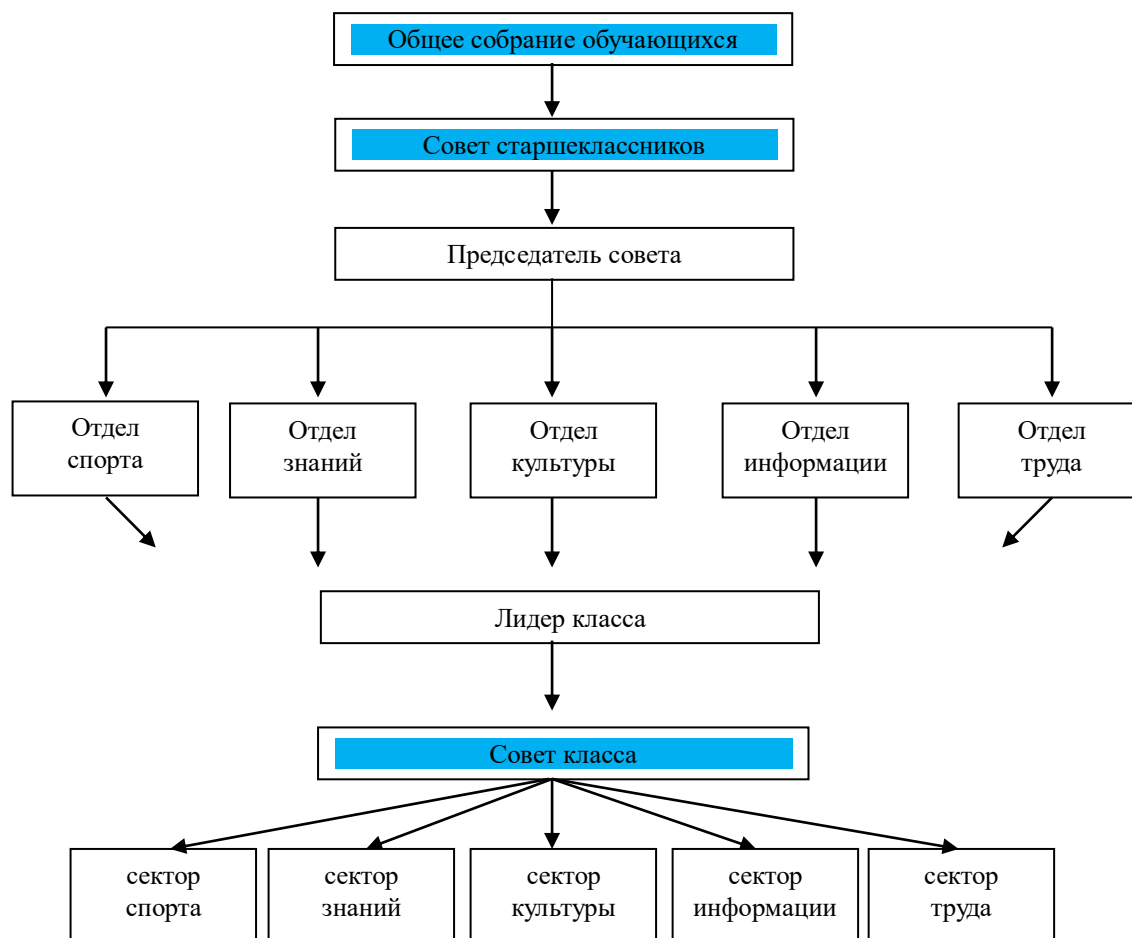 Общее собрание обучающихся
Совет старшеклассников
Председатель совета
Отдел
спорта
Отдел
знаний
Отдел
культуры
Отдел
информации
Отдел
труда
Лидер класса
Совет класса
сектор
спорта
сектор
знаний
сектор
культуры
сектор
информации
сектор
труда